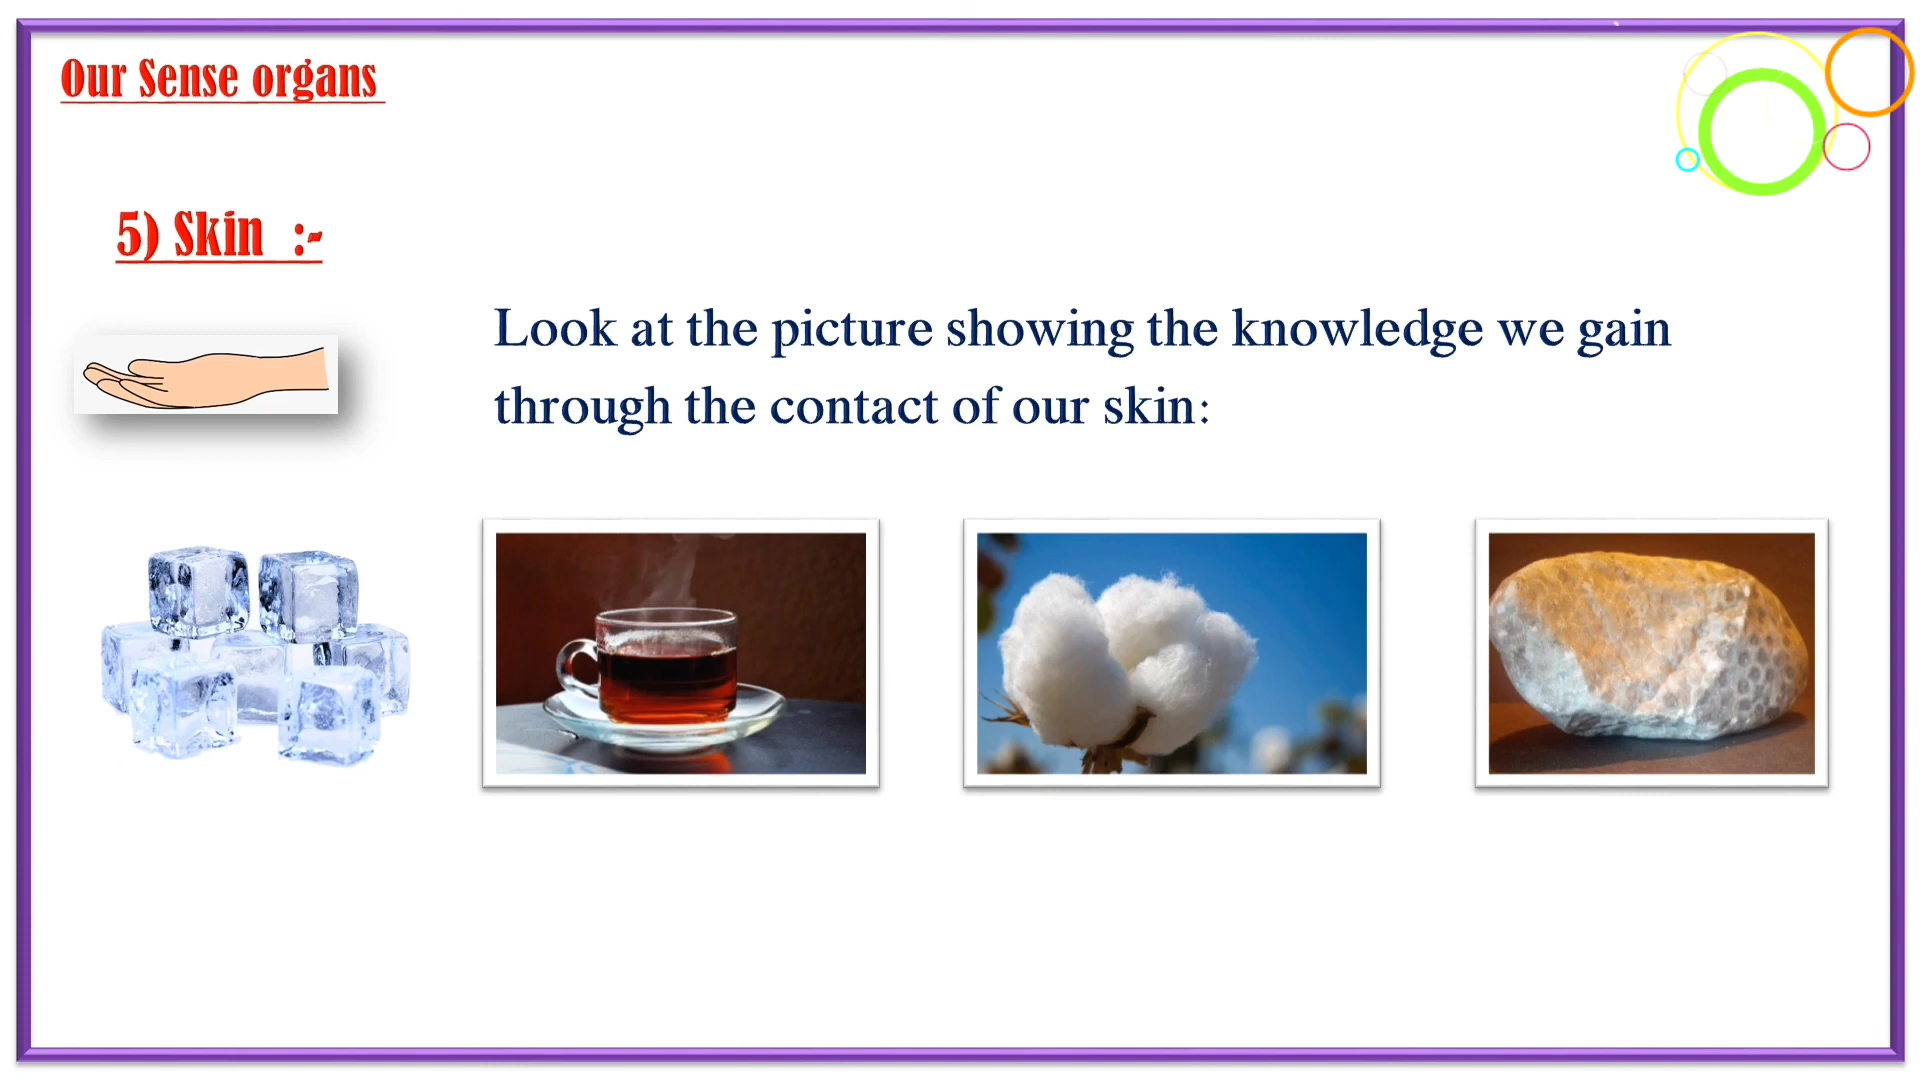 Our Sense organs
5) Skin :-
Look at the picture showing the knowledge we gain
through the contact of our skin: